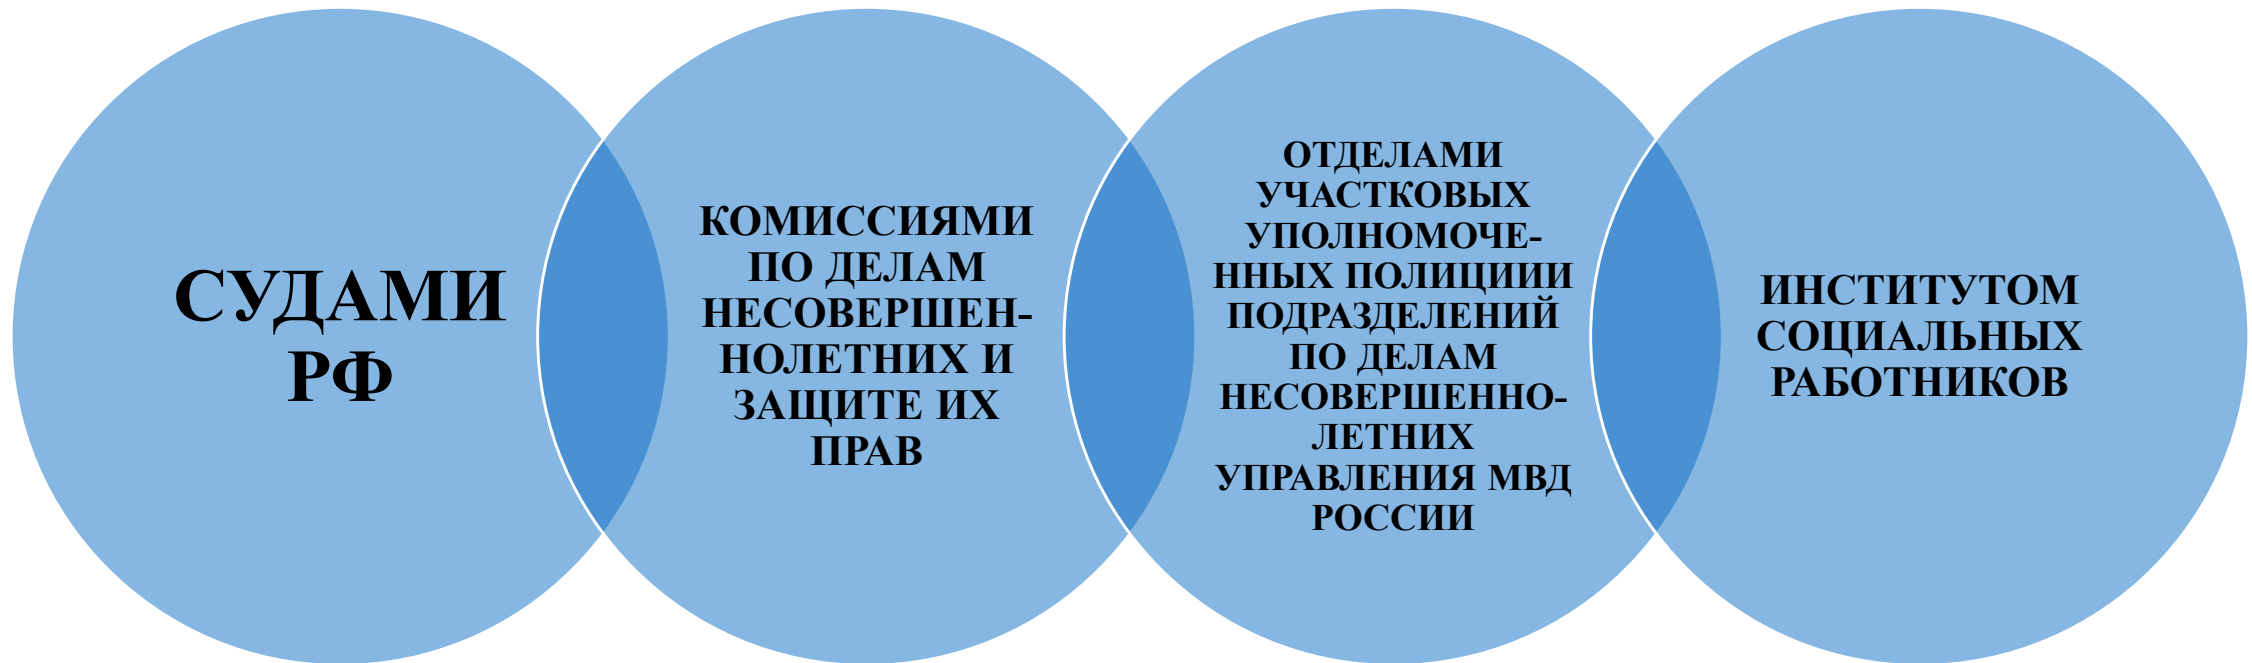 СУДАМИ
РФ
КОМИССИЯМИ
ПО ДЕЛАМ
НЕСОВЕРШЕН-
НОЛЕТНИХ И
ЗАЩИТЕ ИХ
ПРАВ
ОТДЕЛАМИ
УЧАСТКОВЫХ
УПОЛНОМОЧЕ-
ННЫХ ПОЛИЦИИИ
ПОДРАЗДЕЛЕНИЙ
ПО ДЕЛАМ
НЕСОВЕРШЕННО-
ЛЕТНИХ
УПРАВЛЕНИЯ МВД
РОССИИ
ИНСТИТУТОМ
СОЦИАЛЬНЫХ
РАБОТНИКОВ